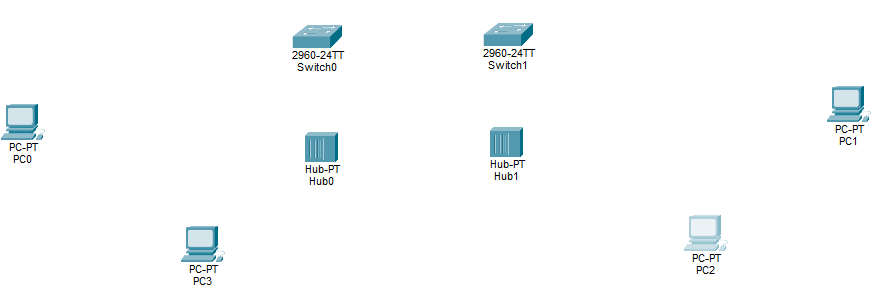 2960-24TT
Switch0
2960-24TT
Switch1
PC-PT
PC0
PC-PT
PC1
Hub-PT
Hub0
Hub-PT
Hub1
PC-PT
PC3
PC-PT
PC2